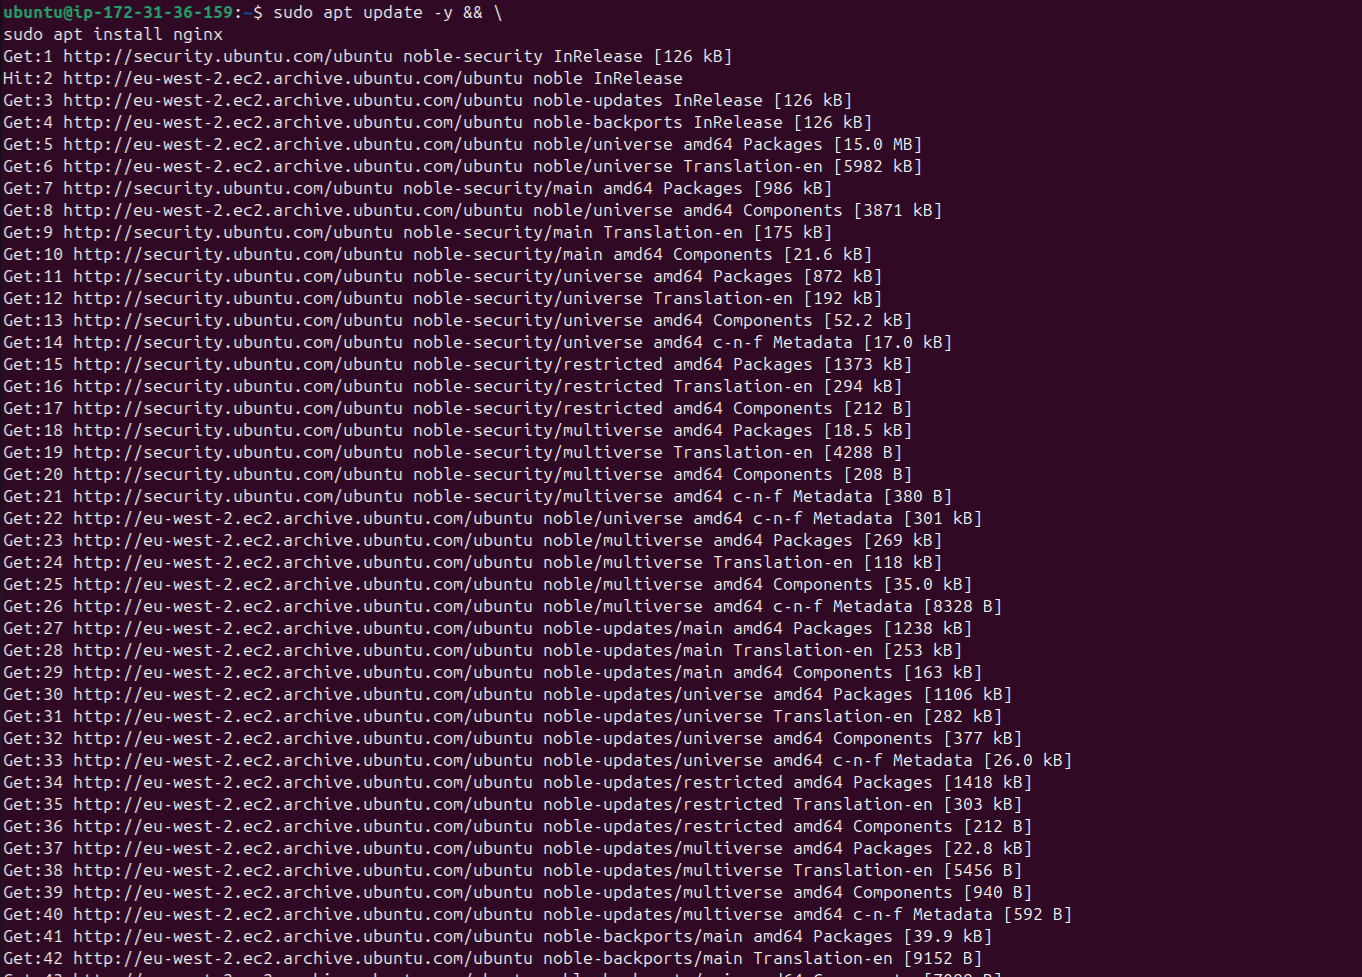 ubuntu@ip-172-31-36-159:~$ sudo apt update -y && \
sudo apt install nginx
Get:1 http://security.ubuntu.com/ubuntu noble-security InRelease [126 kB]
Hit:2 http://eu-west-2.ec2.archive.ubuntu.com/ubuntu noble InRelease
Get:3 http://eu-west-2.ec2.archive.ubuntu.com/ubuntu noble-updates InRelease [126 kB]
Get:4 http://eu-west-2.ec2.archive.ubuntu.com/ubuntu noble-backports InRelease [126 kB]
Get:5 http://eu-west-2.ec2.archive.ubuntu.com/ubuntu noble/universe amd64 Packages [15.0 MB]
Get:6 http://eu-west-2.ec2.archive.ubuntu.com/ubuntu noble/universe Translation-en [5982 kB]
Get:7 http://security.ubuntu.com/ubuntu noble-security/main amd64 Packages [986 kB]
Get:8 http://eu-west-2.ec2.archive.ubuntu.com/ubuntu noble/universe amd64 Components [3871 kB]
Get:9 http://security.ubuntu.com/ubuntu noble-security/main Translation-en [175 kB]
Get:10 http://security.ubuntu.com/ubuntu noble-security/main amd64 Components [21.6 kB]
Get:11 http://security.ubuntu.com/ubuntu noble-security/universe amd64 Packages [872 kB]
Get:12 http://security.ubuntu.com/ubuntu noble-security/universe Translation-en [192 kB]
Get:13 http://security.ubuntu.com/ubuntu noble-security/universe amd64 Components [52.2 kB]
Get:14 http://security.ubuntu.com/ubuntu noble-security/universe amd64 c-n-f Metadata [17.0 kB]
Get:15 http://security.ubuntu.com/ubuntu noble-security/restricted amd64 Packages [1373 kB]
Get:16 http://security.ubuntu.com/ubuntu noble-security/restricted Translation-en [294 kB]
Get:17 http://security.ubuntu.com/ubuntu noble-security/restricted amd64 Components [212 B]
Get:18 http://security.ubuntu.com/ubuntu noble-security/multiverse amd64 Packages [18.5 kB]
Get:19 http://security.ubuntu.com/ubuntu noble-security/multiverse Translation-en [4288 B]
Get:20 http://security.ubuntu.com/ubuntu noble-security/multiverse amd64 Components [208 B]
Get:21 http://security.ubuntu.com/ubuntu noble-security/multiverse amd64 c-n-f Metadata [380 B]
Get:22 http://eu-west-2.ec2.archive.ubuntu.com/ubuntu noble/universe amd64 c-n-f Metadata [301 kB]
Get:23 http://eu-west-2.ec2.archive.ubuntu.com/ubuntu noble/multiverse amd64 Packages [269 kB]
Get:24 http://eu-west-2.ec2.archive.ubuntu.com/ubuntu noble/multiverse Translation-en [118 kB]
Get:25 http://eu-west-2.ec2.archive.ubuntu.com/ubuntu noble/multiverse amd64 Components [35.0 kB]
Get:26 http://eu-west-2.ec2.archive.ubuntu.com/ubuntu noble/multiverse amd64 c-n-f Metadata [8328 B]
Get:27 http://eu-west-2.ec2.archive.ubuntu.com/ubuntu noble-updates/main amd64 Packages [1238 kB]
Get:28 http://eu-west-2.ec2.archive.ubuntu.com/ubuntu noble-updates/main Translation-en [253 kB]
Get:29 http://eu-west-2.ec2.archive.ubuntu.com/ubuntu noble-updates/main amd64 Components [163 kB]
Get:30 http://eu-west-2.ec2.archive.ubuntu.com/ubuntu noble-updates/universe amd64 Packages [1106 kB]
Get:31 http://eu-west-2.ec2.archive.ubuntu.com/ubuntu noble-updates/universe Translation-en [282 kB]
Get:32 http://eu-west-2.ec2.archive.ubuntu.com/ubuntu noble-updates/universe amd64 Components [377 kB]
Get:33 http://eu-west-2.ec2.archive.ubuntu.com/ubuntu noble-updates/universe amd64 c-n-f Metadata [26.0 kB]
Get:34 http://eu-west-2.ec2.archive.ubuntu.com/ubuntu noble-updates/restricted amd64 Packages [1418 kB]
Get:35 http://eu-west-2.ec2.archive.ubuntu.com/ubuntu noble-updates/restricted Translation-en [303 kB]
Get:36 http://eu-west-2.ec2.archive.ubuntu.com/ubuntu noble-updates/restricted amd64 Components [212 B]
Get:37 http://eu-west-2.ec2.archive.ubuntu.com/ubuntu noble-updates/multiverse amd64 Packages [22.8 kB]
Get:38 http://eu-west-2.ec2.archive.ubuntu.com/ubuntu noble-updates/multiverse Translation-en [5456 B]
Get:39 http://eu-west-2.ec2.archive.ubuntu.com/ubuntu noble-updates/multiverse amd64 Components [940 B]
Get:40 http://eu-west-2.ec2.archive.ubuntu.com/ubuntu noble-updates/multiverse amd64 c-n-f Metadata [592 B]
Get:41 http://eu-west-2.ec2.archive.ubuntu.com/ubuntu noble-backports/main amd64 Packages [39.9 kB]
Get:42 http://eu-west-2.ec2.archive.ubuntu.com/ubuntu noble-backports/main Translation-en [9152 B]